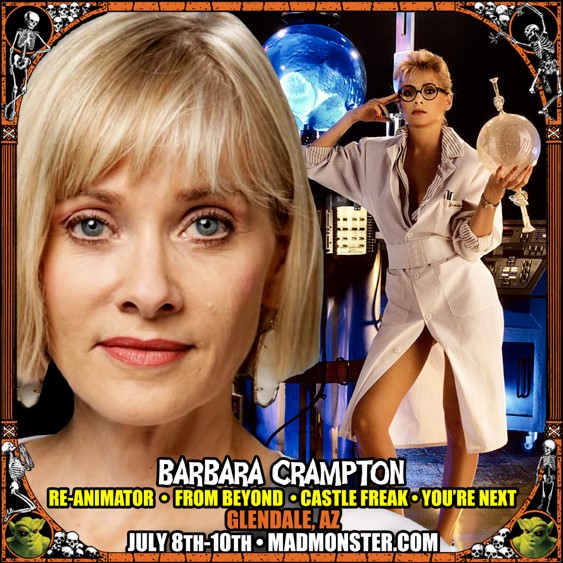 BARBARA CRAMPTON
RE-ANIMATOR • FROM BEYOND • CASTLE FREAK • YOU'RE NEXT
GLENDALE, AZ
JULY 8TH-10TH • MADMONSTER.COM